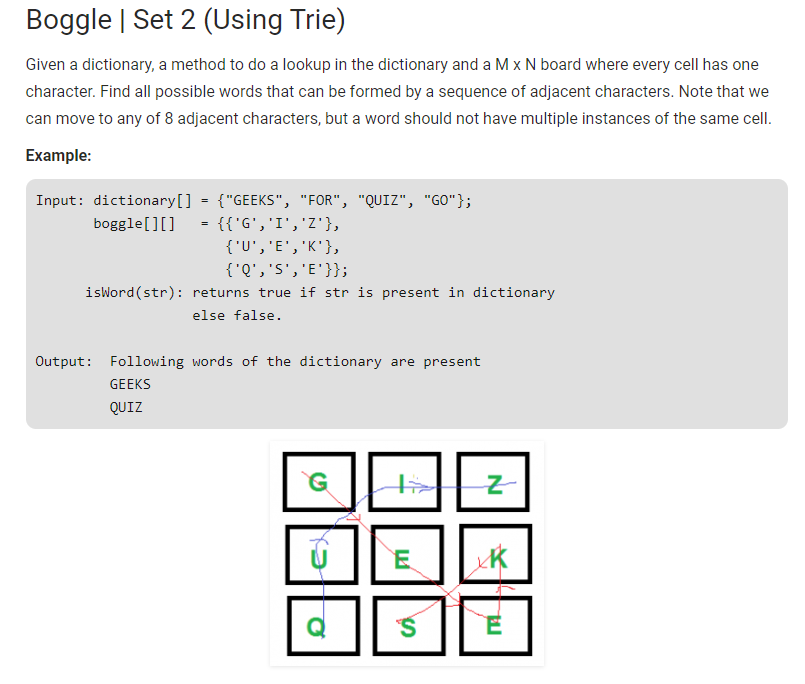 Boggle | Set 2 (Using Trie)
Given a dictionary, a method to do a lookup in the dictionary and a M x N board where every cell has one
character. Find all possible words that can be formed by a sequence of adjacent characters. Note that we
can move to any of 8 adjacent characters, but a word should not have multiple instances of the same cell.
Example:
Input: dictionary[] = {"GEEKS", "FOR", "QUIZ", "GO"};
boggle[][] = {{'G','I','Z'},
{'U','E','K'},
{'Q','S','E'}};
isWord(str): returns true if str is present in dictionary
else false.
Output: Following words of the dictionary are present
GEEKS
QUIZ
G I Z
U E K
Q S E